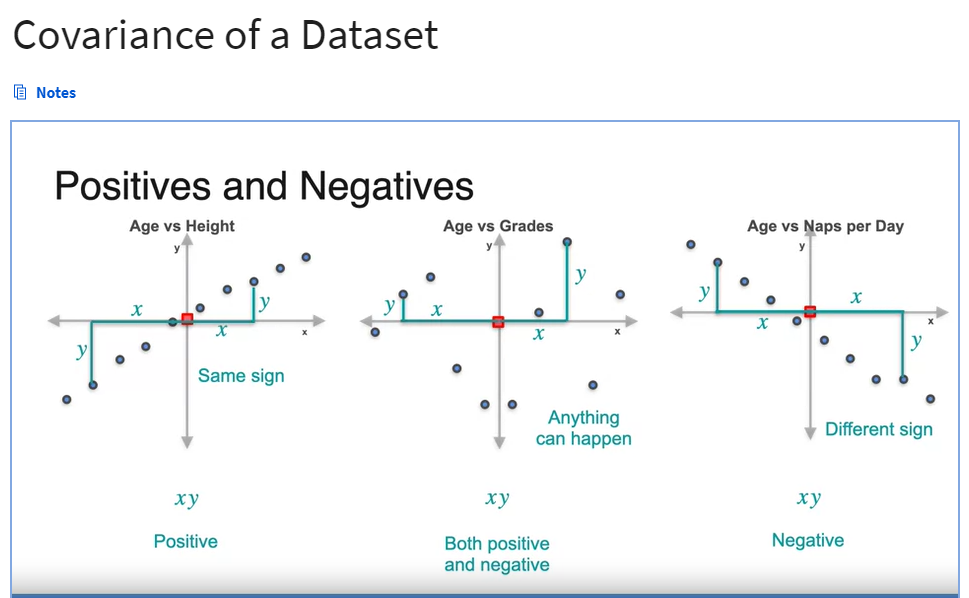 Covariance of a Dataset
Notes
Positives and Negatives
Age vs Height
y
x
y
x
y
x
Same sign
xy
Positive
Age vs Grades
y
y
x
y
x
x
Anything
can happen
xy
Both positive
and negative
Age vs Naps per Day
y
y
x
x
x
y
Different sign
xy
Negative